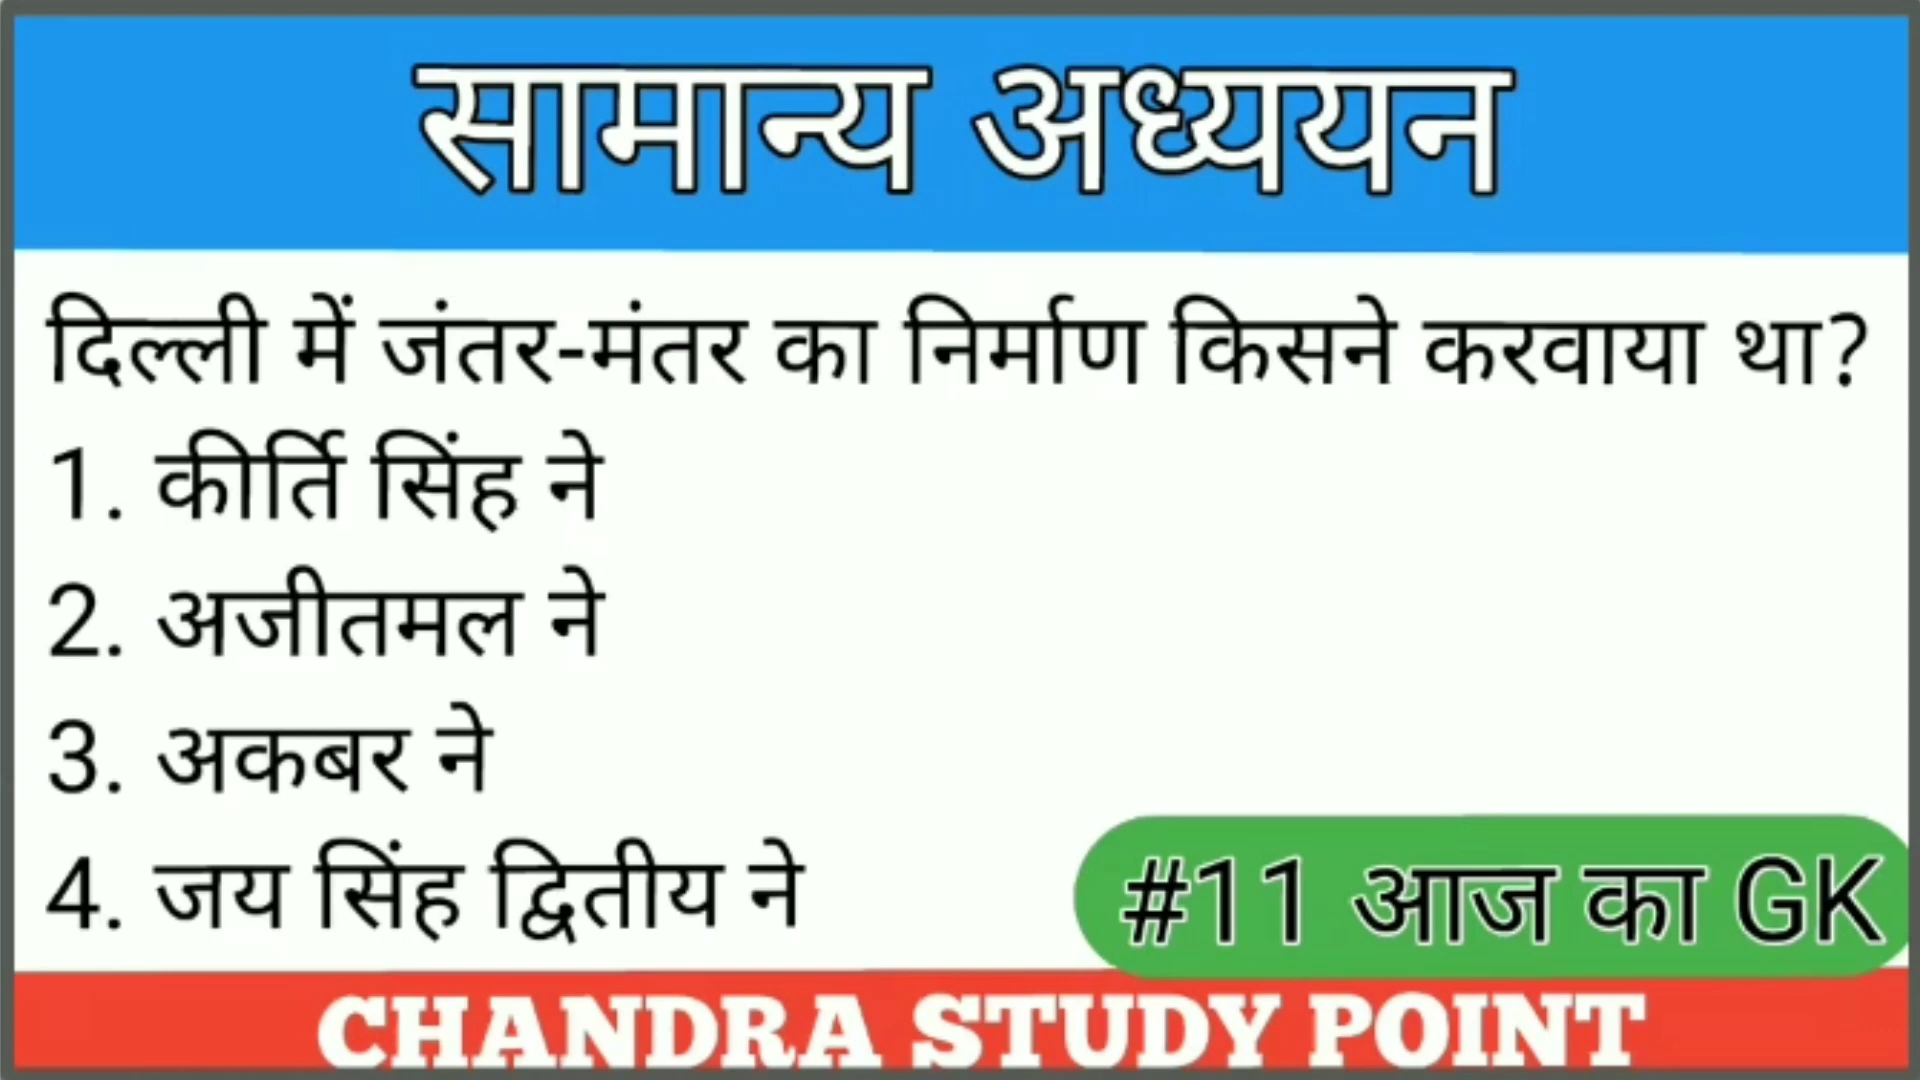 सामान्य अध्ययन
दिल्ली में जंतर-मंतर का निर्माण किसने करवाया था?
1. कीर्ति सिंह ने
2. अजीतमल ने
3. अकबर ने
4. जय सिंह द्वितीय ने
#11 आज का GK
CHANDRA STUDY POINT